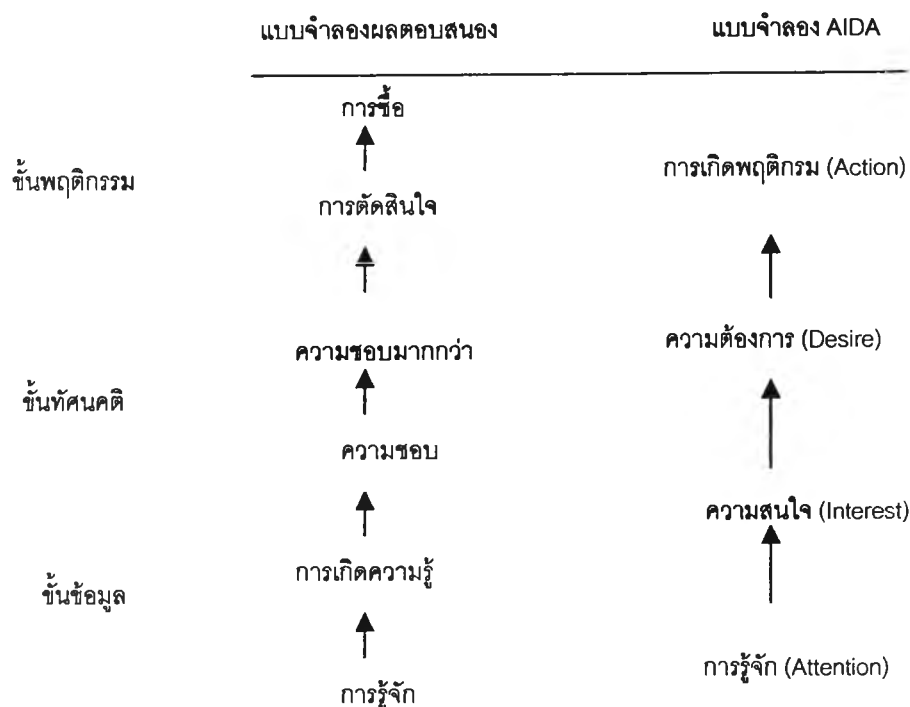 แบบจำลองผลตอบสนอง แบบจำลอง AIDA
การซื้อ
ขั้นพฤติกรรม การเกิดพฤติกรม (Action)
การตัดสินใจ
ความชอบมากกว่า ความต้องการ (Desire)
ขั้นทัศนคติ
ความชอบ
ความสนใจ (Interest)
การเกิดความรู้
ขั้นข้อมูล
การรู้จัก (Attention)
การรู้จัก